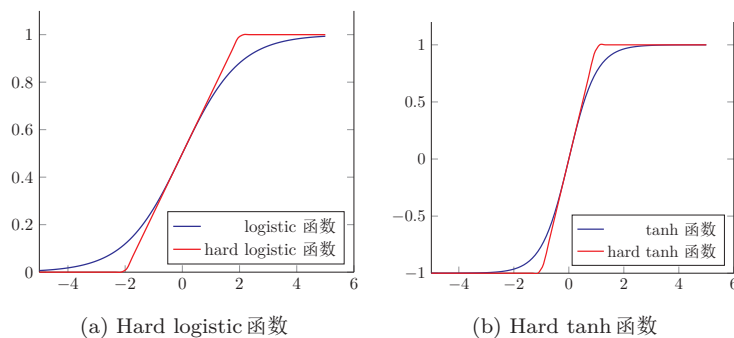 1
0.8
0.6
0.4
0.2
0
−4 −2 0 2 4 6
logistic 函数
hard logistic 函数
(a) Hard logistic 函数
1
0.5
0
−0.5
−1
−4 −2 0 2 4 6
tanh 函数
hard tanh 函数
(b) Hard tanh 函数